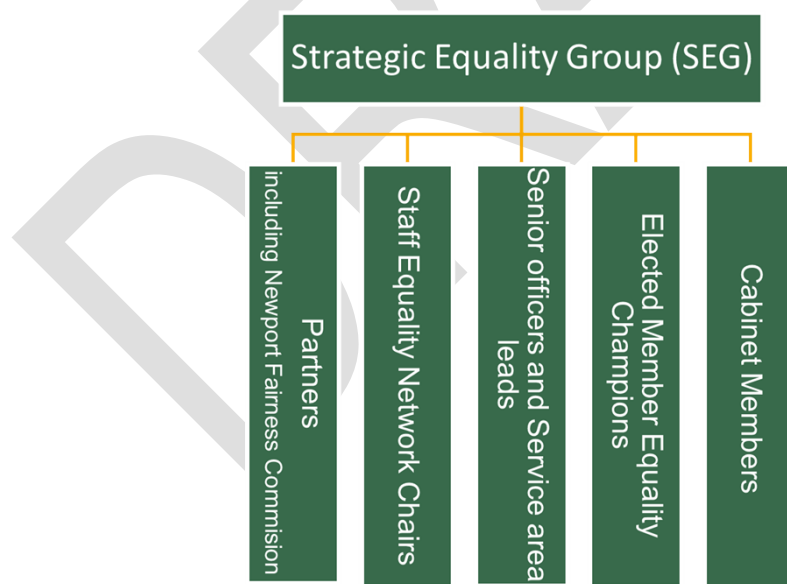 Strategic Equality Group (SEG)
Partners
including Newport Fairness Commision
Staff Equality Network Chairs
Senior officers and Service area
leads
Elected Member Equality
Champions
Cabinet Members